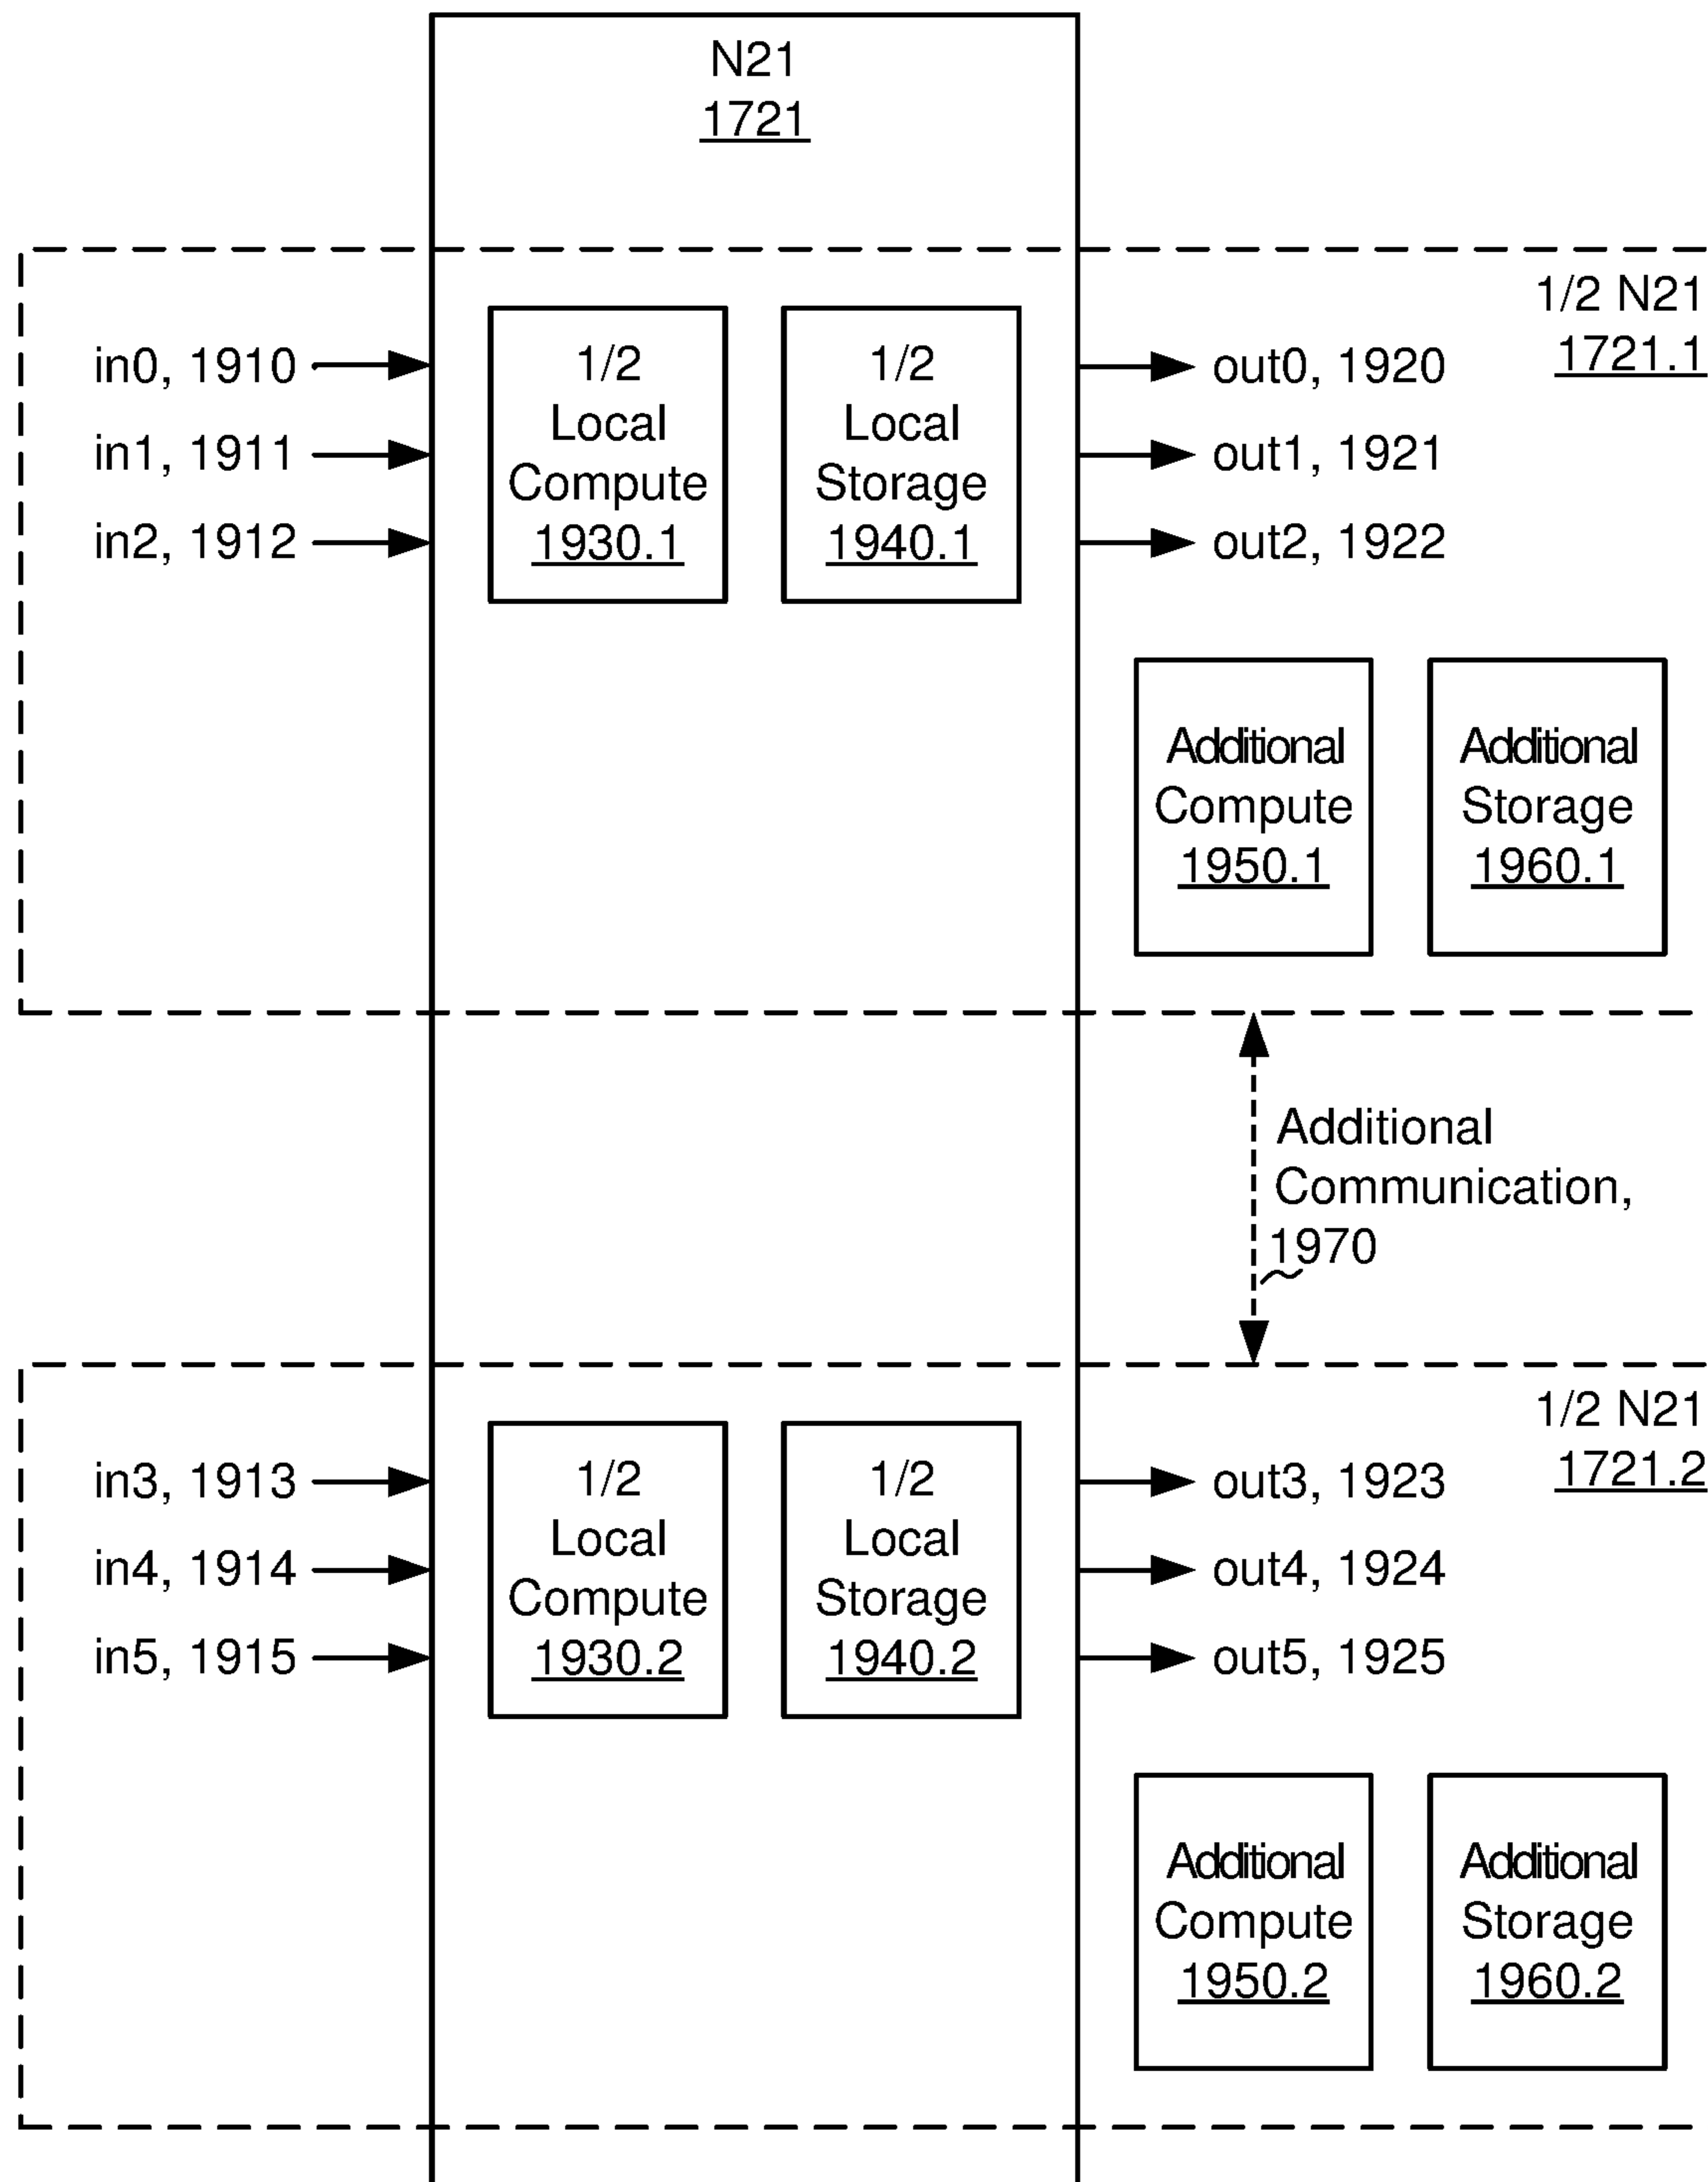 N21
1721
1/2 N21
1721.1
in0, 1910
in1, 1911
in2, 1912
1/2
Local
Compute
1930.1
1/2
Local
Storage
1940.1
out0, 1920
out1, 1921
out2, 1922
Additional
Compute
1950.1
Additional
Storage
1960.1
Additional
Communication,
1970
1/2 N21
1721.2
in3, 1913
in4, 1914
in5, 1915
1/2
Local
Compute
1930.2
1/2
Local
Storage
1940.2
out3, 1923
out4, 1924
out5, 1925
Additional
Compute
1950.2
Additional
Storage
1960.2